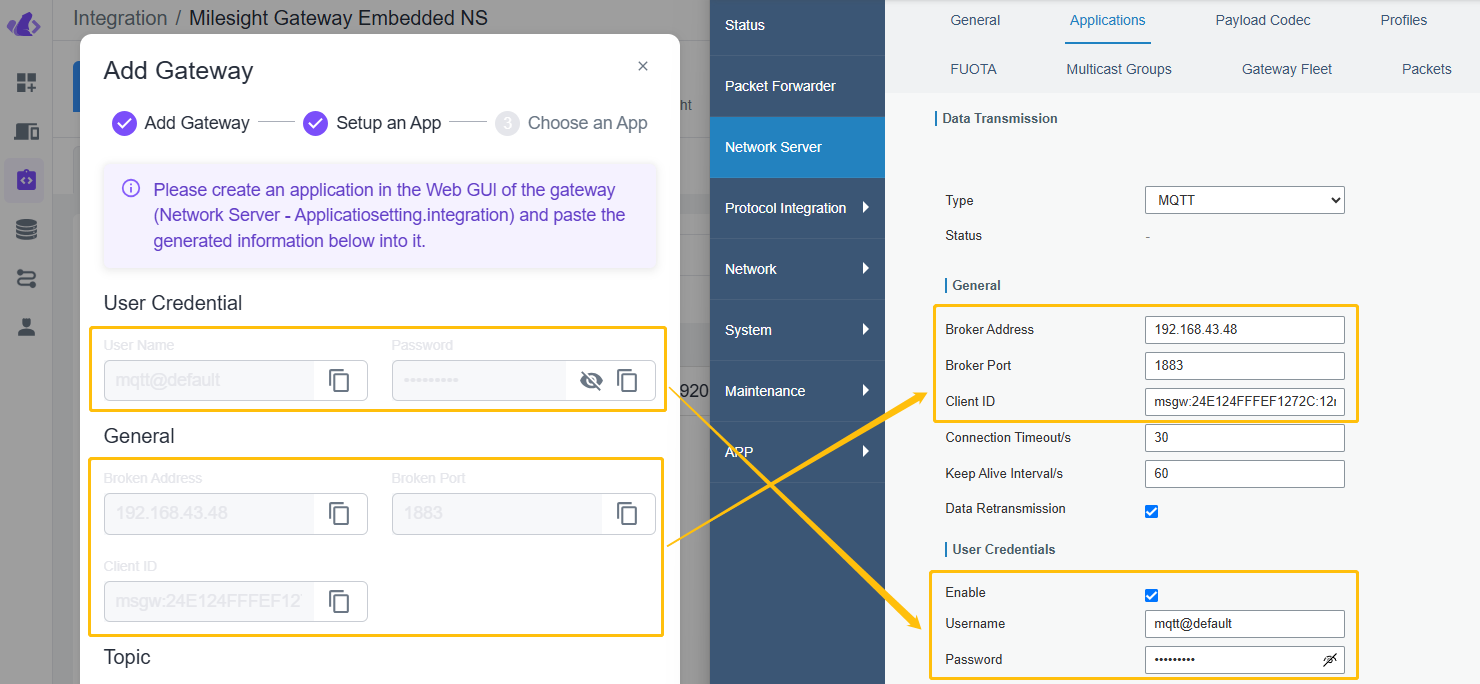 Integration / Milesight Gateway Embedded NS
Add Gateway
×
Add Gateway
Setup an App
3
Choose an App
Please create an application in the Web GUI of the gateway
(Network Server - Applicatiosetting.integration) and paste the
generated information below into it.
User Credential
User Name
Password
mqtt@default
•••••••••
General
Broken Address
Broken Port
192.168.43.48
1883
Client ID
msgw:24E124FFFEF127
Topic
ht
920
Status
Packet Forwarder
Network Server
Protocol Integration
Network
System
Maintenance
APP
General
Applications
Payload Codec
Profiles
FUOTA
Multicast Groups
Gateway Fleet
Packets
Data Transmission
Type
MQTT
Status
-
General
Broker Address
192.168.43.48
Broker Port
1883
Client ID
msgw:24E124FFFEF1272C:12
Connection Timeout/s
30
Keep Alive Interval/s
60
Data Retransmission
User Credentials
Enable
Username
mqtt@default
Password
•••••••••